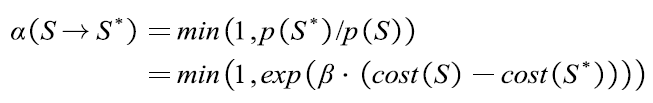 α(S → S*) = min(1, p(S*)/p(S))
= min(1, exp(β · (cost(S) − cost(S*))))